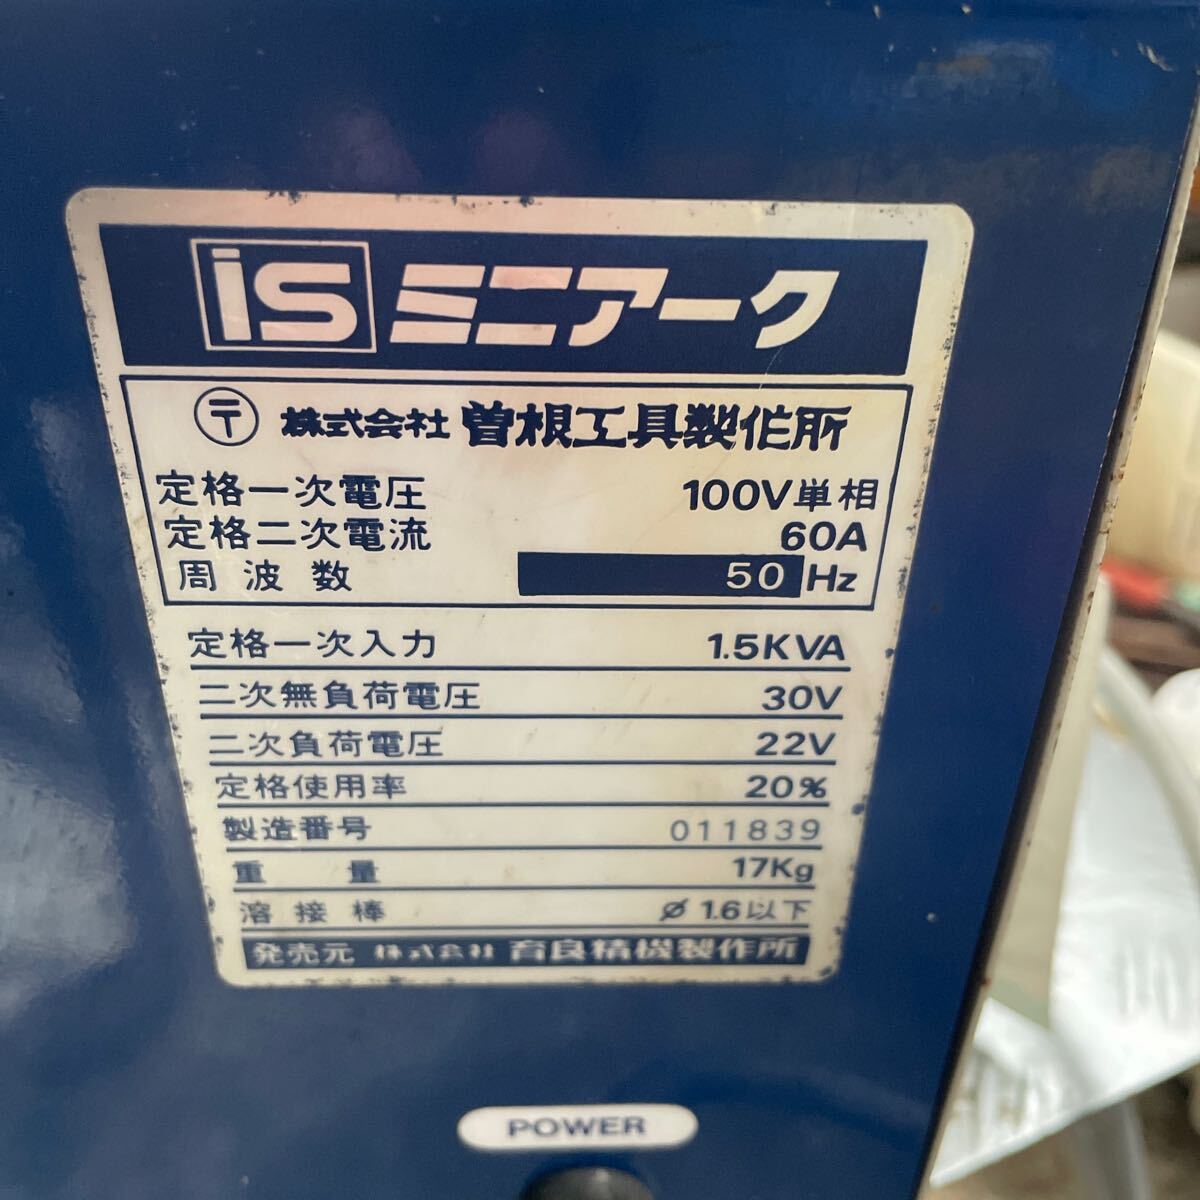 is ミニアーク
〒 株式会社 曽根工具製作所
定格一次電圧 100V単相
定格二次電流 60A
周波数 50 Hz
定格一次入力 1.5KVA
二次無負荷電圧 30V
二次負荷電圧 22V
定格使用率 20%
製造番号 011839
重量 17Kg
溶接棒 φ1.6以下
発売元 株式会社 育良精機製作所
POWER